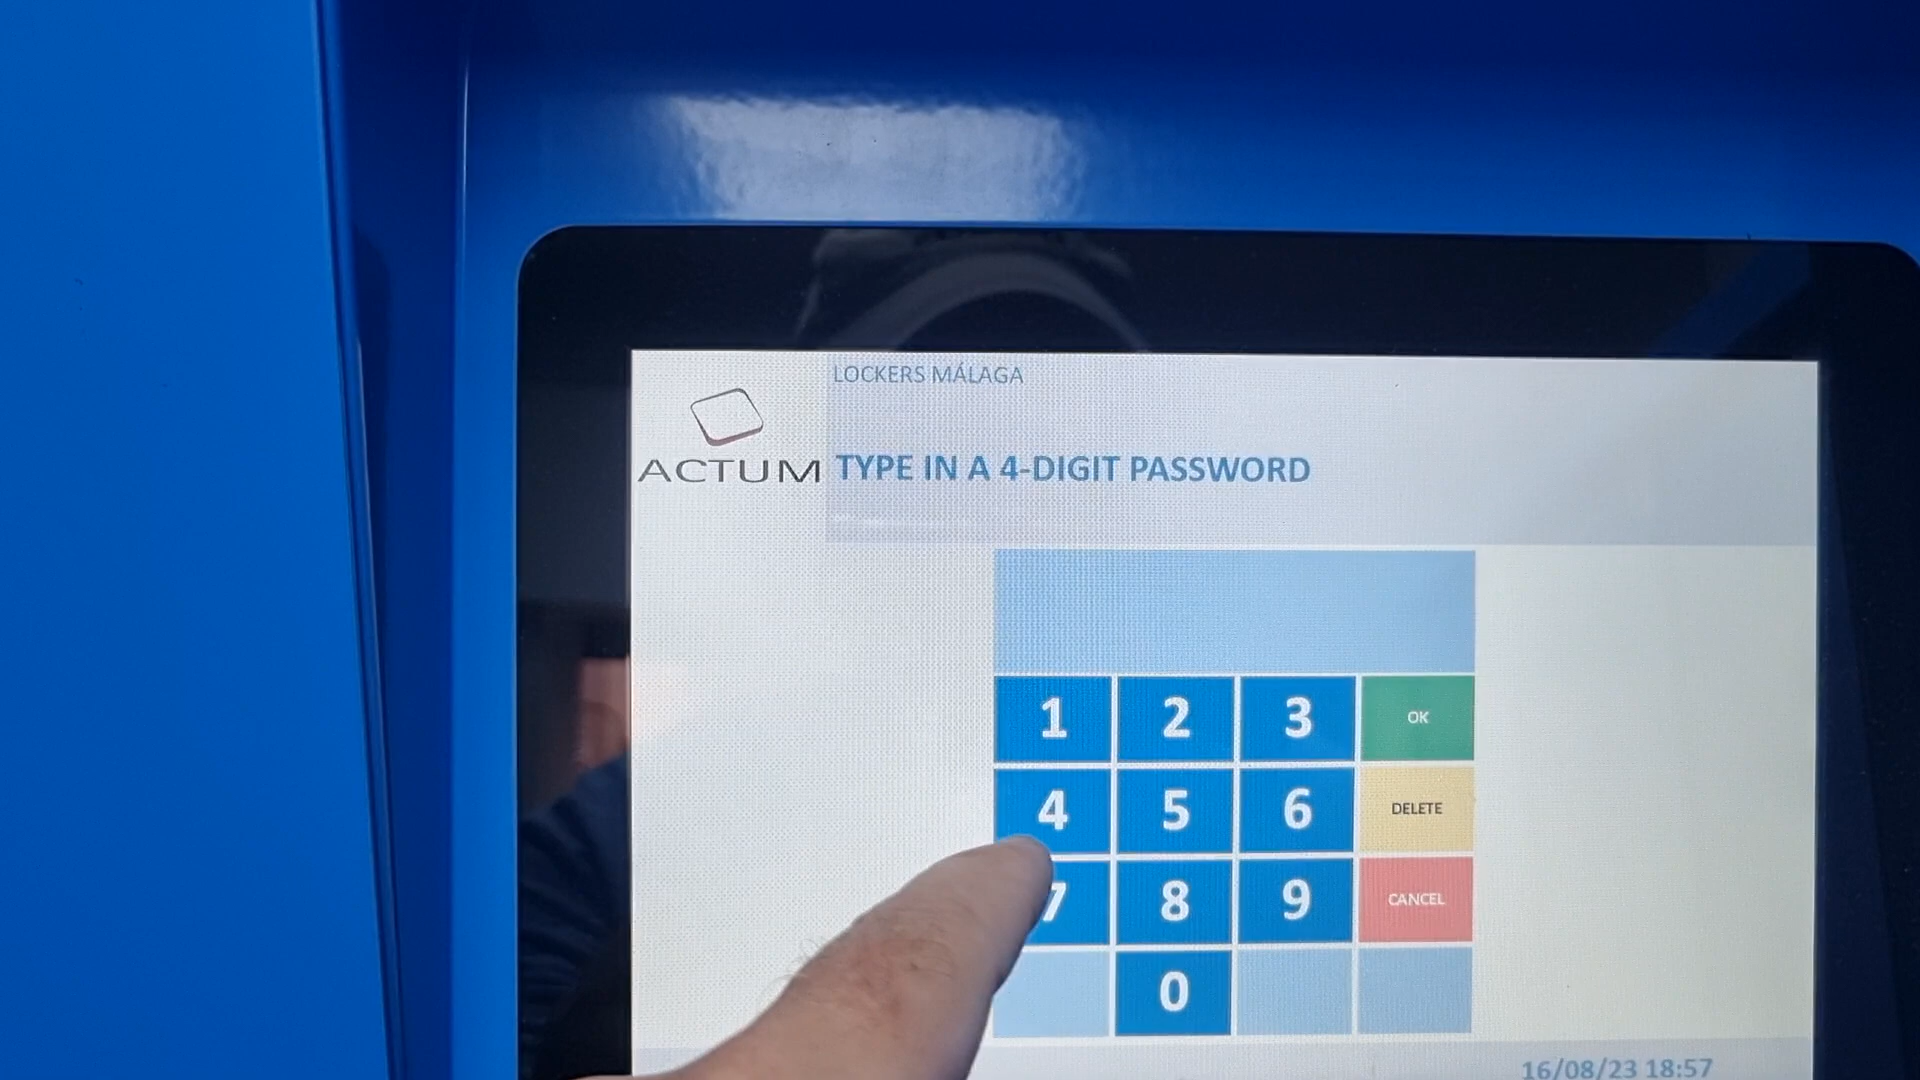 LOCKERS MÁLAGA
ACTUM
TYPE IN A 4-DIGIT PASSWORD
1 2 3 OK
4 5 6 DELETE
7 8 9 CANCEL
0
16/08/23 18:57